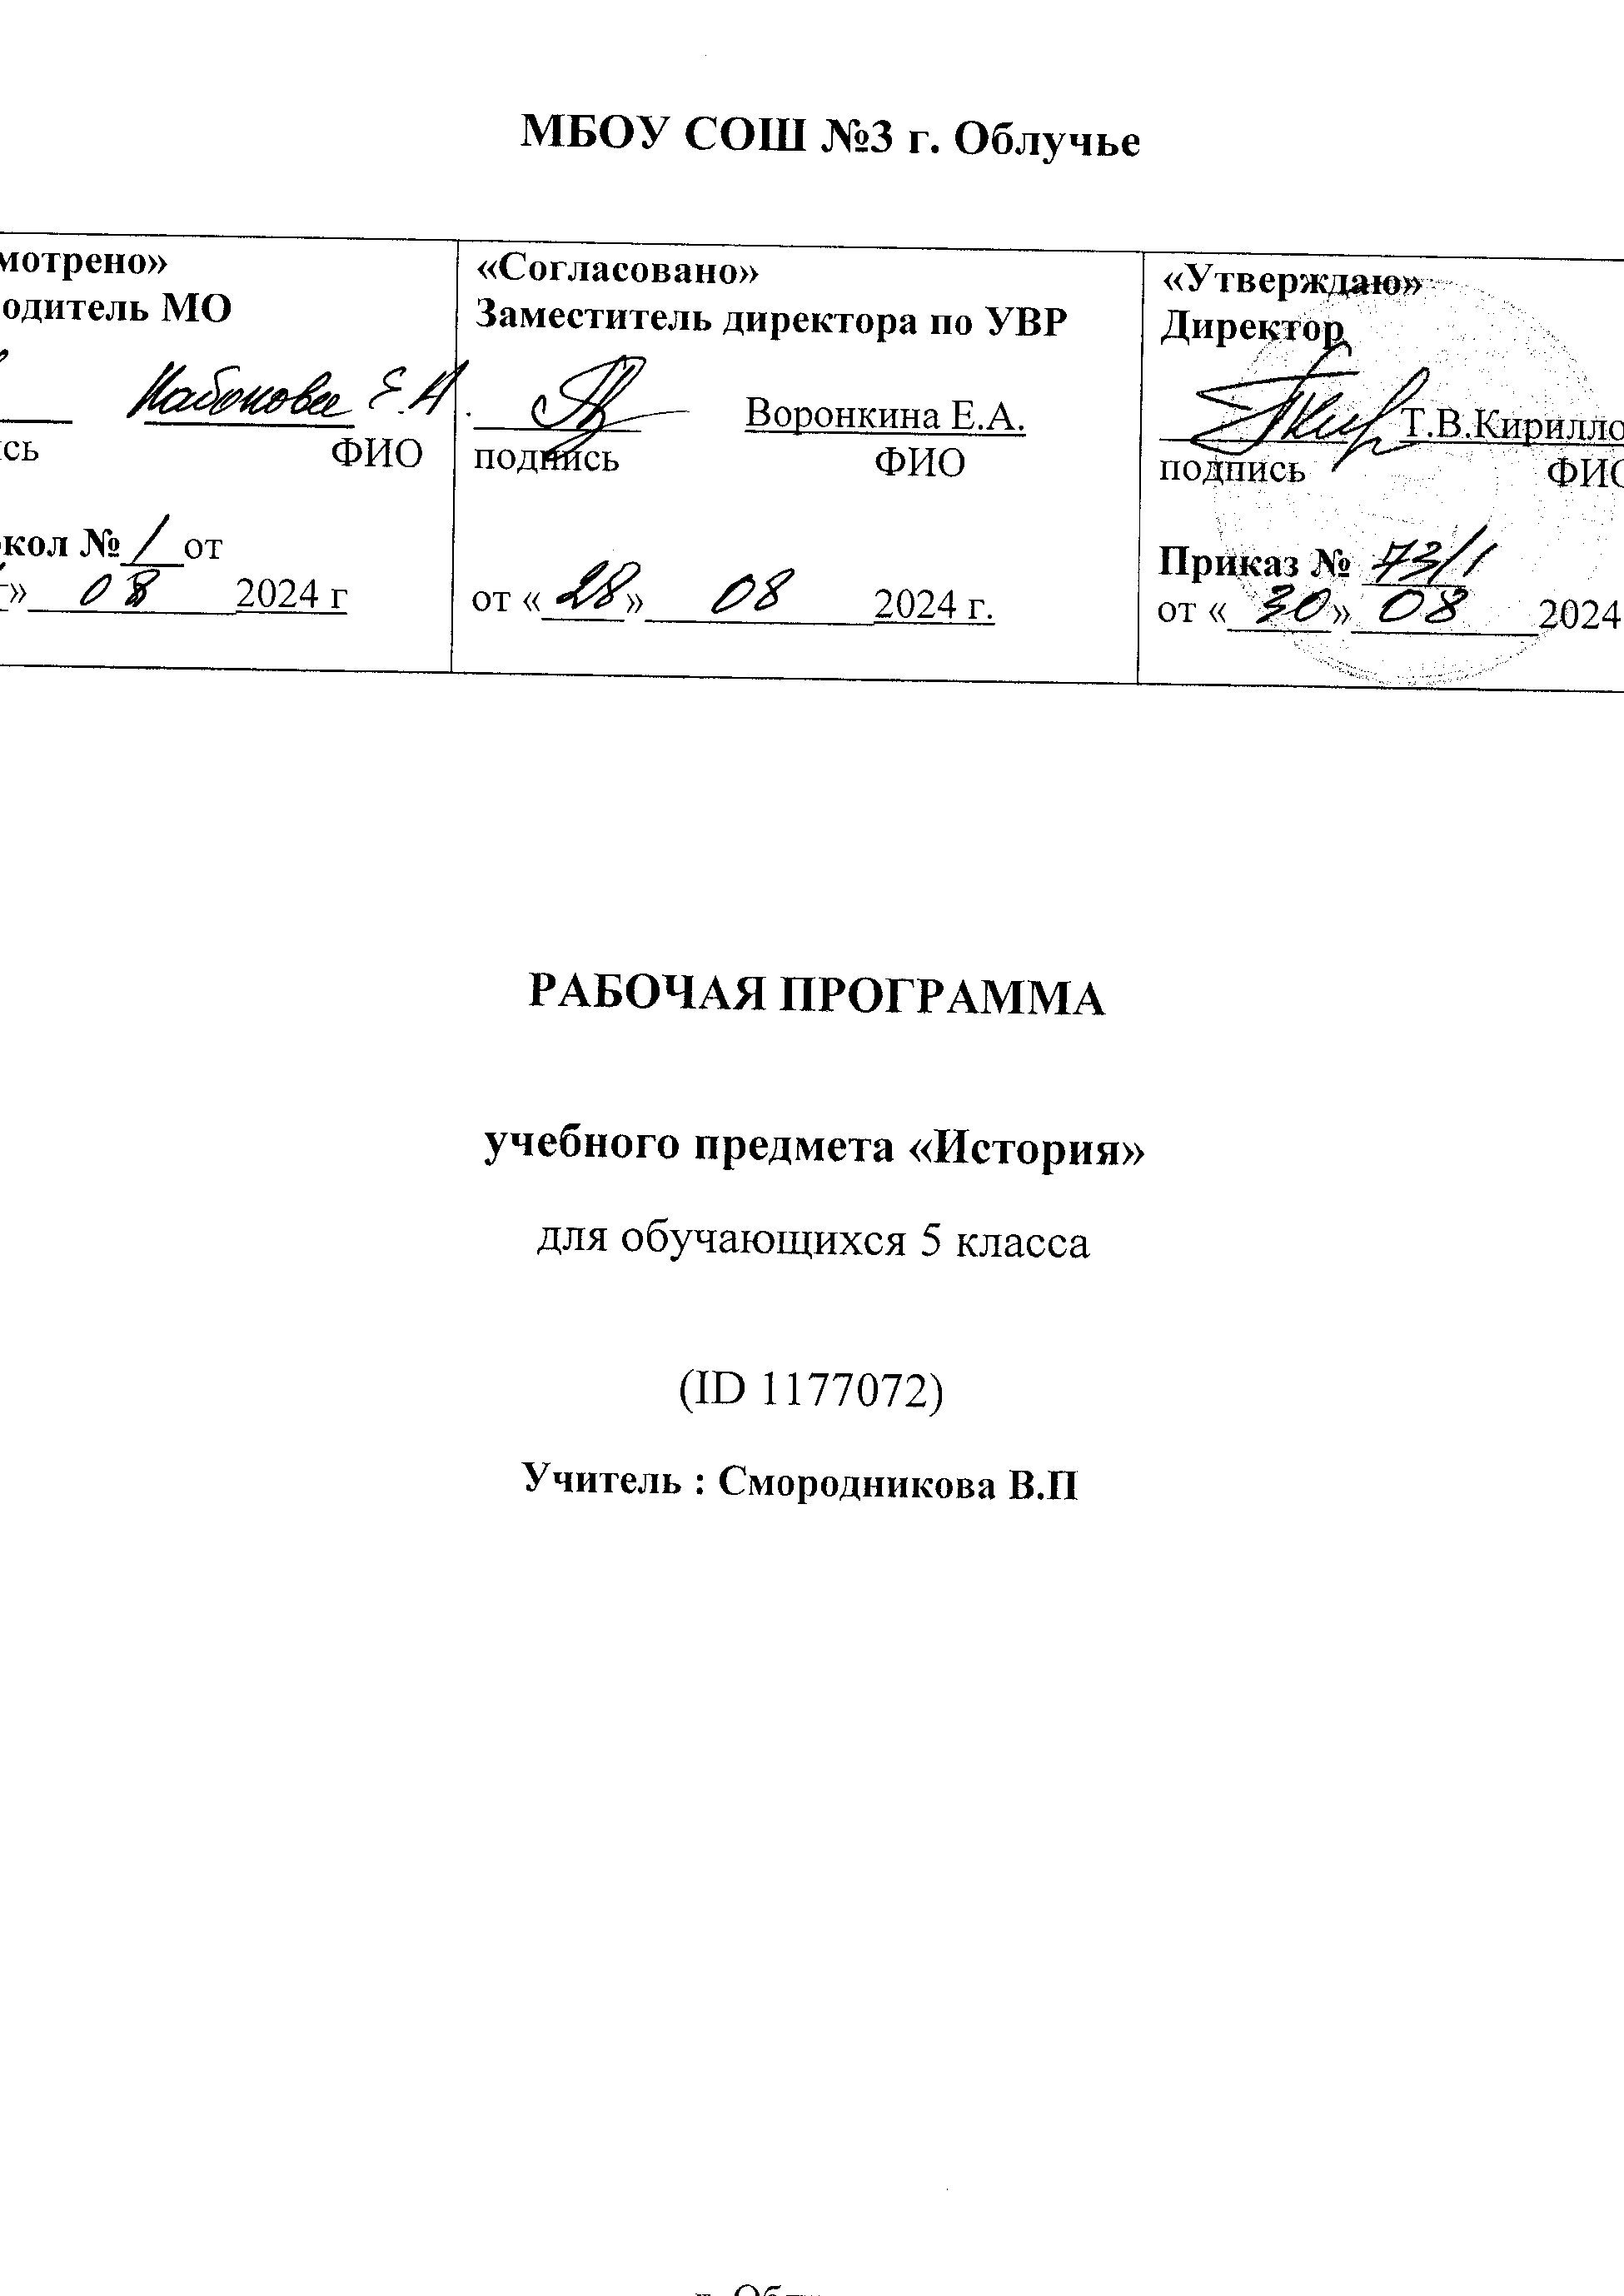 МБОУ СОШ №3 г. Облучье
мотрено»
одитель МО
Е.А.
сь ФИО
кол № 1 от
» 08 2024 г
«Согласовано»
Заместитель директора по УВР
Воронкина Е.А.
подпись ФИО
от «28» 08 2024 г.
«Утверждаю»
Директор
Т.В.Кирилло
подпись ФИО
Приказ № 73/1
от «30» 08 2024
РАБОЧАЯ ПРОГРАММА
учебного предмета «История»
для обучающихся 5 класса
(ID 1177072)
Учитель : Смородникова В.П